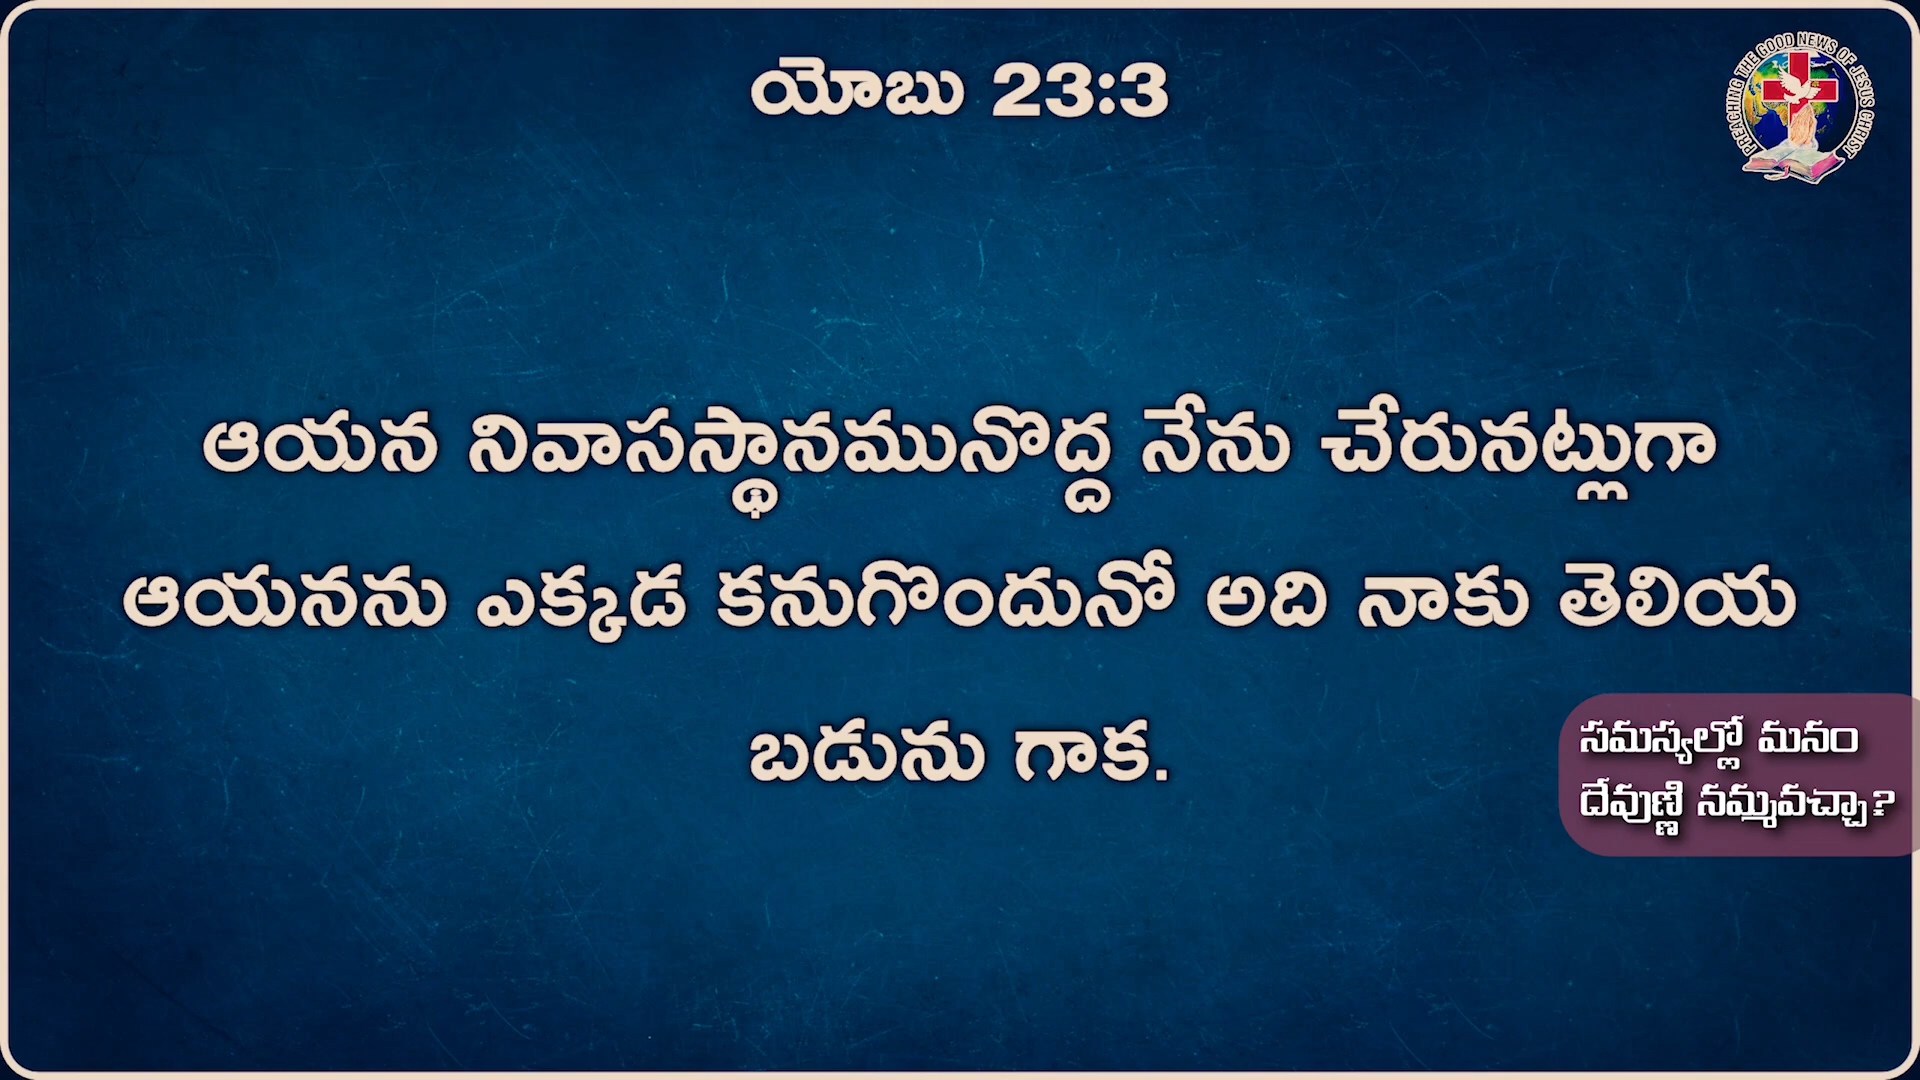 యోబు 23:3
PREACHING THE GOOD NEWS OF JESUS CHRIST
ఆయన నివాసస్థానమునొద్ద నేను చేరునట్లుగా
ఆయనను ఎక్కడ కనుగొందునో అది నాకు తెలియ
బడును గాక.
సమస్యల్లో మనం
దేవుణ్ణి నమ్మవచ్చా?